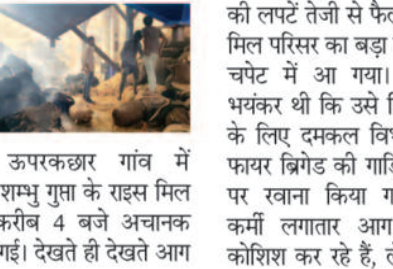 ऊपरकछार गांव में
शम्भु गुप्ता के राइस मिल
करीब 4 बजे अचानक
गई। देखते ही देखते आग
की लपटें तेजी से
मिल परिसर का बड़ा
चपेट में आ गया।
भयंकर थी कि उसे
के लिए दमकल
फायर ब्रिगेड की
पर रवाना किया
कर्मी लगातार आग
कोशिश कर रहे हैं,